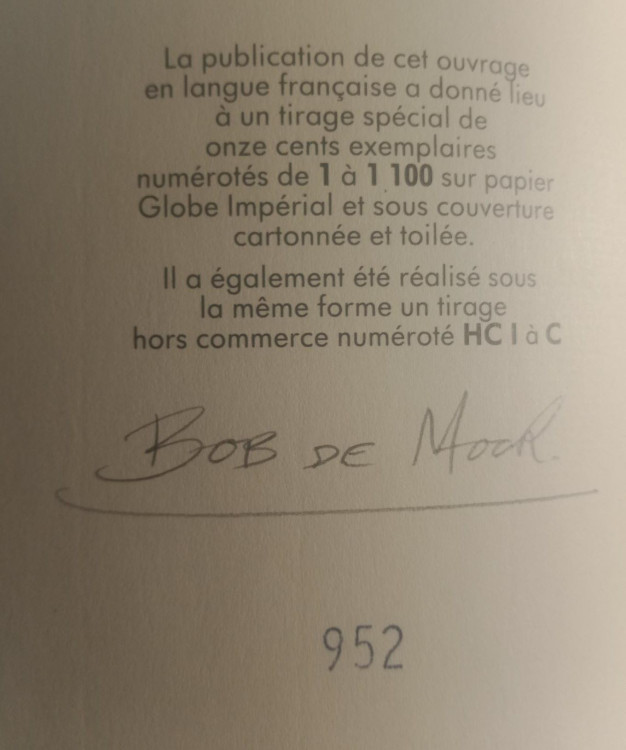 La publication de cet ouvrage
en langue française a donné lieu
à un tirage spécial de
onze cents exemplaires
numérotés de 1 à 1 100 sur papier
Globe Impérial et sous couverture
cartonnée et toilée.
Il a également été réalisé sous
la même forme un tirage
hors commerce numéroté HC I à C
BOB DE MOOR.
952